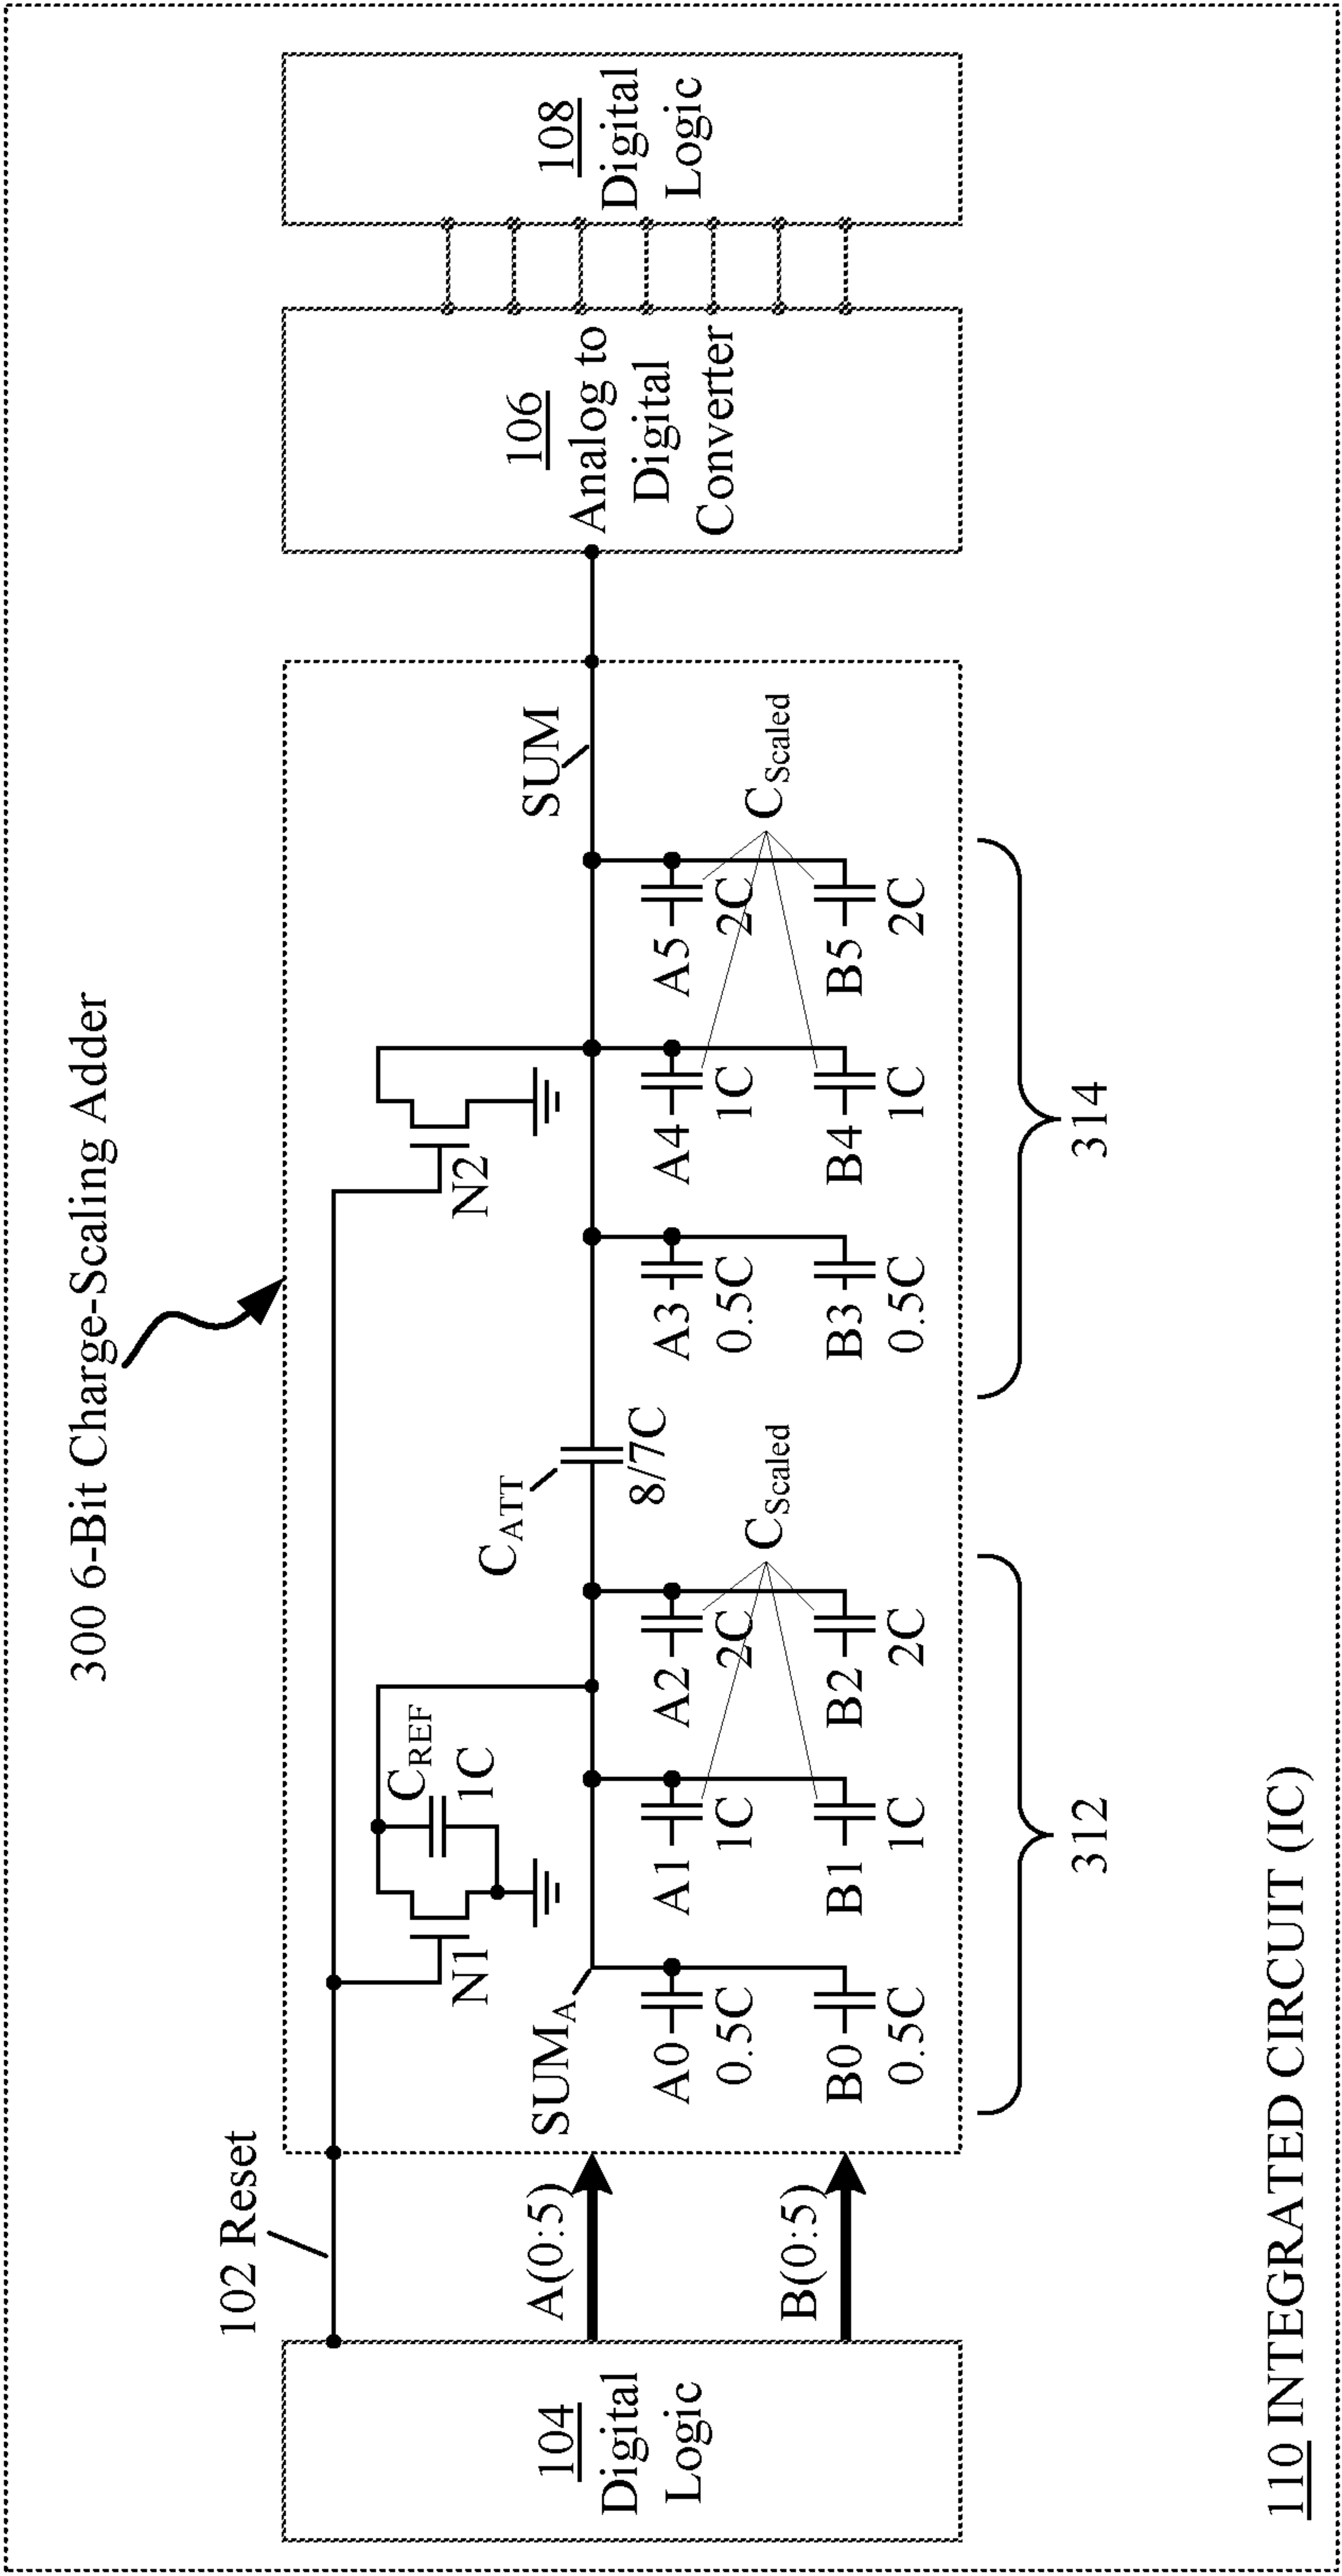 300 6-Bit Charge-Scaling Adder
102 Reset
104
Digital
Logic
A(0:5)
B(0:5)
SUMA
N1
CREF
1C
CATT
8/7C
N2
SUM
A0
0.5C
A1
1C
A2
2C
CScaled
A3
0.5C
A4
1C
A5
2C
CScaled
B0
0.5C
B1
1C
B2
2C
B3
0.5C
B4
1C
B5
2C
312
314
106
Analog to
Digital
Converter
108
Digital
Logic
110 INTEGRATED CIRCUIT (IC)